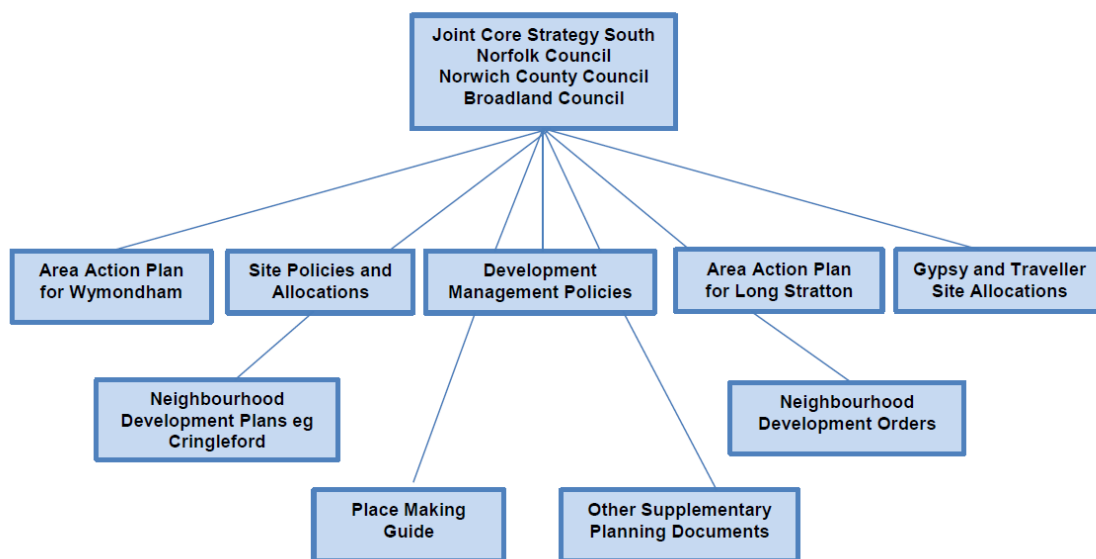 Joint Core Strategy South
Norfolk Council
Norwich County Council
Broadland Council
Area Action Plan
for Wymondham
Site Policies and
Allocations
Development
Management Policies
Area Action Plan
for Long Stratton
Gypsy and Traveller
Site Allocations
Neighbourhood
Development Plans eg
Cringleford
Neighbourhood
Development Orders
Place Making
Guide
Other Supplementary
Planning Documents